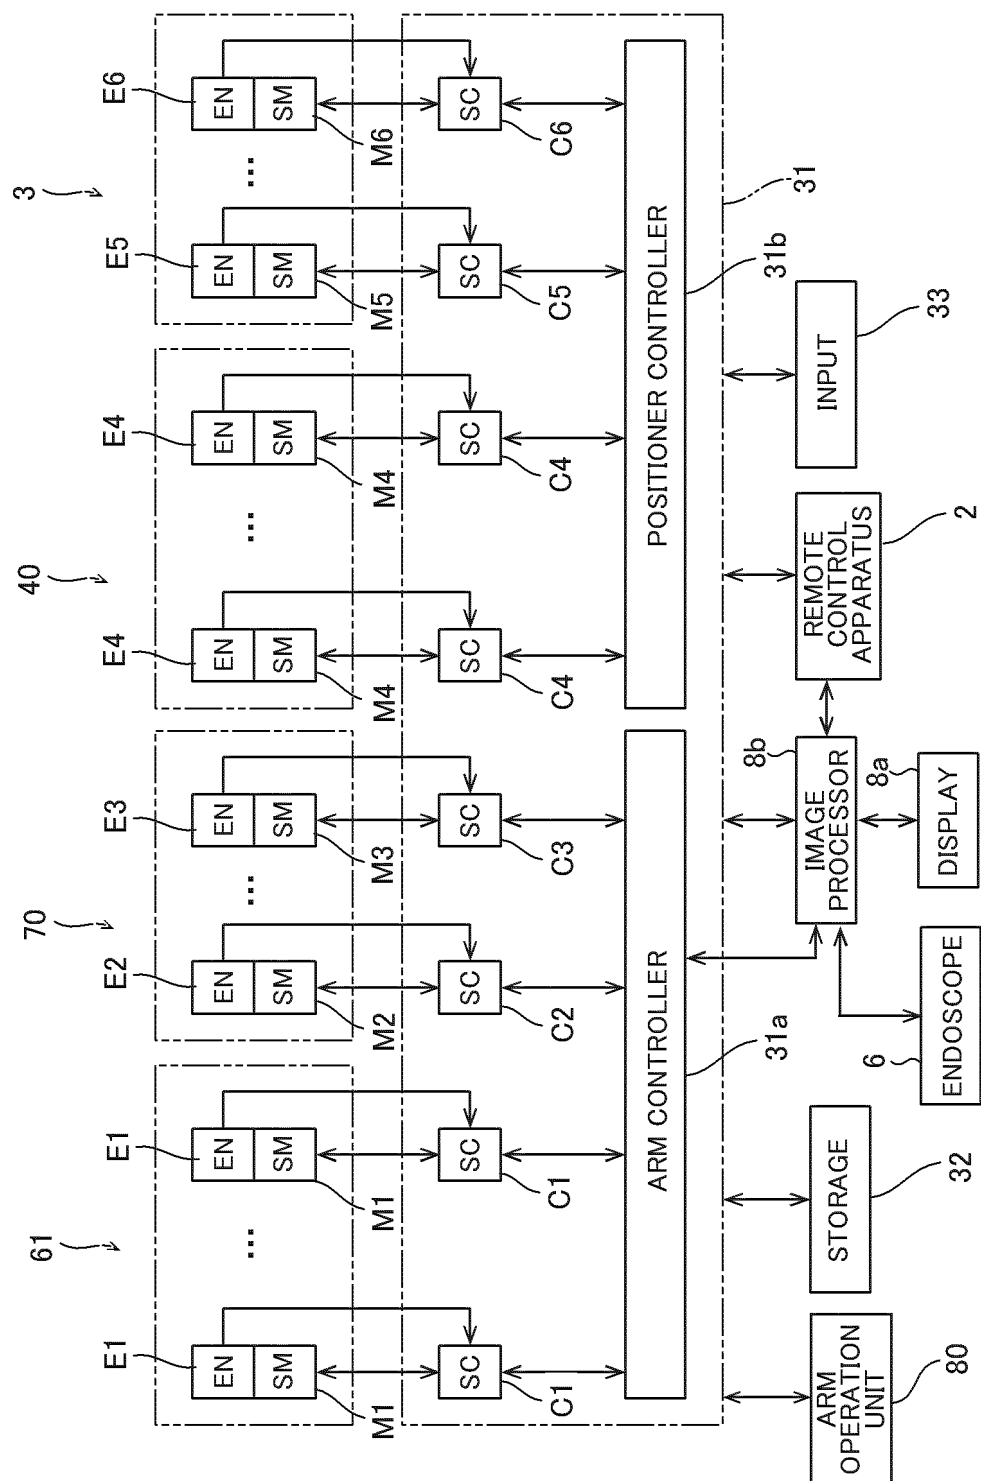 61
70
40
3
E1
E1
E2
E3
E4
E4
E5
E6
EN
EN
EN
EN
EN
EN
EN
EN
SM
SM
SM
SM
SM
SM
SM
SM
...
...
...
...
M1
M1
M2
M3
M4
M4
M5
M6
SC
SC
SC
SC
SC
SC
SC
SC
C1
C1
C2
C3
C4
C4
C5
C6
ARM CONTROLLER
POSITIONER CONTROLLER
31a
31b
31
ARM
OPERATION
UNIT
80
STORAGE
32
IMAGE
PROCESSOR
8b
REMOTE
CONTROL
APPARATUS
2
INPUT
33
6
ENDOSCOPE
8a
DISPLAY